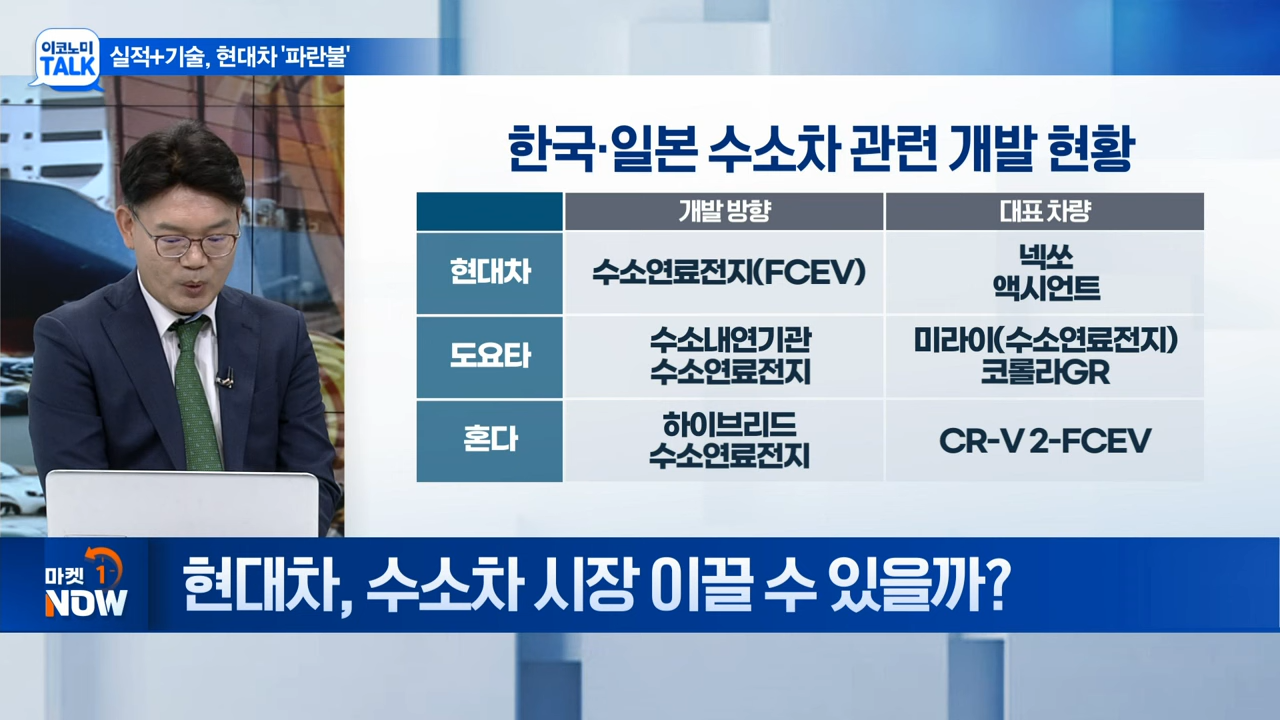 이코노미
TALK
실적+기술, 현대차 '파란불'
한국·일본 수소차 관련 개발 현황
개발 방향 대표 차량
현대차 수소연료전지(FCEV) 넥쏘
액시언트
도요타 수소내연기관 미라이(수소연료전지)
수소연료전지 코롤라GR
혼다 하이브리드 CR-V 2-FCEV
수소연료전지
마켓 1
NOW
현대차, 수소차 시장 이끌 수 있을까?